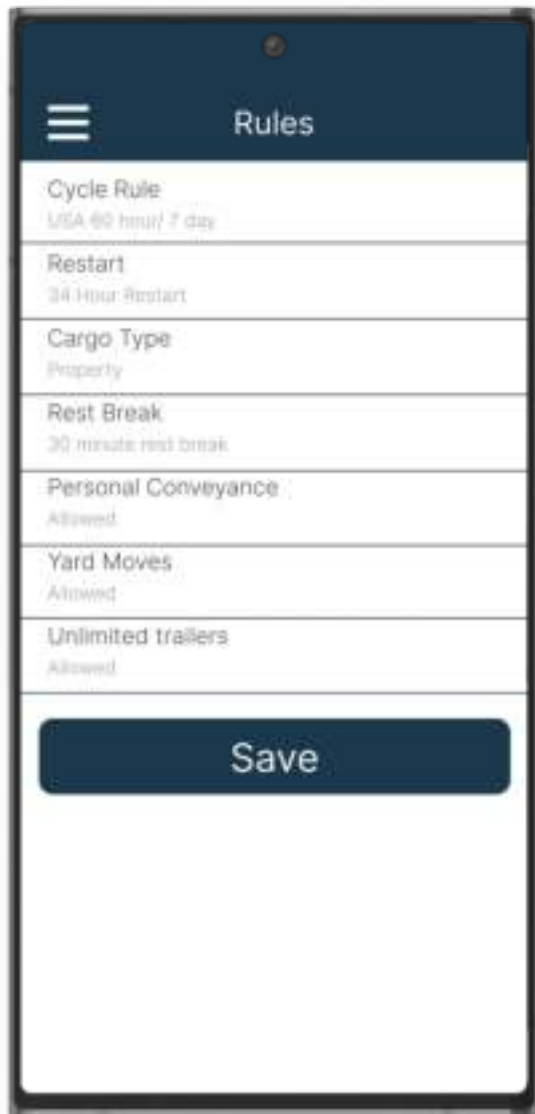 Rules
Cycle Rule
USA 60 hour/ 7 day
Restart
34 Hour Restart
Cargo Type
Property
Rest Break
30 minute rest break
Personal Conveyance
Allowed
Yard Moves
Allowed
Unlimited trailers
Allowed
Save